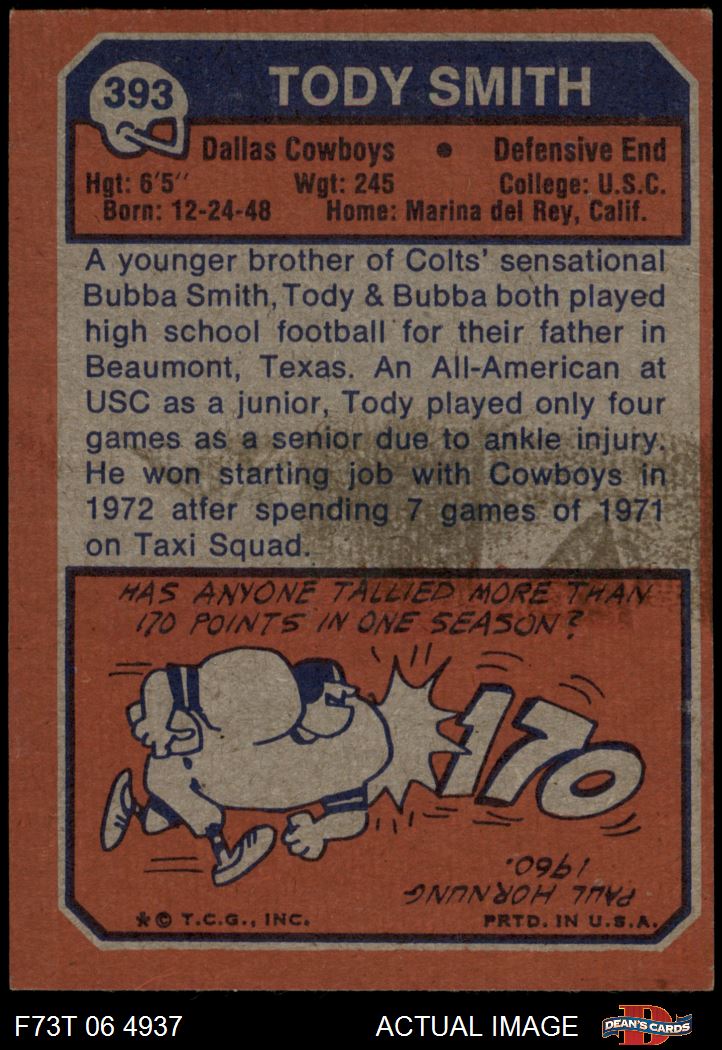 393
TODY SMITH
Dallas Cowboys • Defensive End
Hgt: 6'5" Wgt: 245 College: U.S.C.
Born: 12-24-48 Home: Marina del Rey, Calif.
A younger brother of Colts' sensational
Bubba Smith, Tody & Bubba both played
high school football for their father in
Beaumont, Texas. An All-American at
USC as a junior, Tody played only four
games as a senior due to ankle injury.
He won starting job with Cowboys in
1972 atfer spending 7 games of 1971
on Taxi Squad.
HAS ANYONE TALLIED MORE THAN
170 POINTS IN ONE SEASON?
170
PAUL HORNUNG
1960.
* © T.C.G., INC. PRTD. IN U.S.A.
F73T 06 4937 ACTUAL IMAGE D DEAN'S CARDS